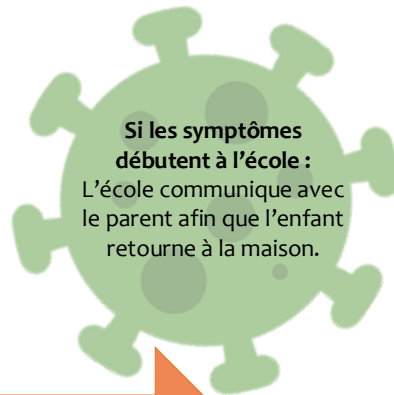 Si les symptômes
débutent à l'école :
L'école communique avec
le parent afin que l'enfant
retourne à la maison.